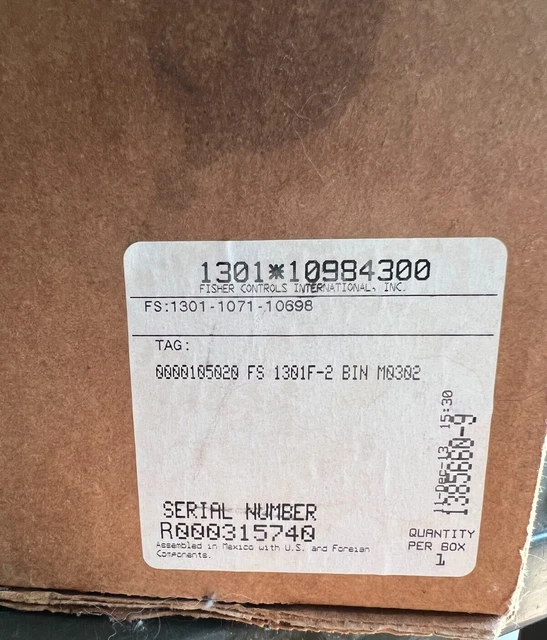 1301*10984300
FISHER CONTROLS INTERNATIONAL, INC.
FS:1301-1071-10698
TAG:
0000105020 FS 1301F-2 BIN M0302
11-Dec-13 15:30
1385660-9
SERIAL NUMBER
R000315740
Assembled in Mexico with U.S. and Foreign
Components.
QUANTITY
PER BOX
1